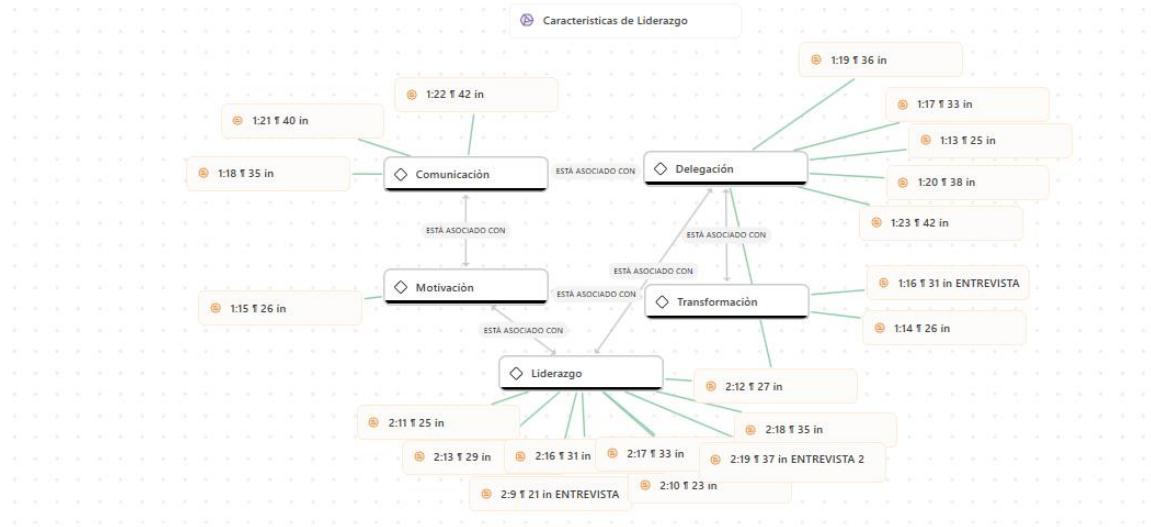 Caracteristicas de Liderazgo
1:19 ¶ 36 in
1:22 ¶ 42 in
1:17 ¶ 33 in
1:21 ¶ 40 in
1:13 ¶ 25 in
1:18 ¶ 35 in
Comunicaciòn
ESTÁ ASOCIADO CON
Delegación
1:20 ¶ 38 in
1:23 ¶ 42 in
ESTÁ ASOCIADO CON
ESTÁ ASOCIADO CON
ESTÁ ASOCIADO CON
1:16 ¶ 31 in ENTREVISTA
Motivaciòn
ESTÁ ASOCIADO CON
Transformaciòn
1:15 ¶ 26 in
1:14 ¶ 26 in
ESTÁ ASOCIADO CON
Liderazgo
2:12 ¶ 27 in
2:11 ¶ 25 in
2:18 ¶ 35 in
2:13 ¶ 29 in
2:16 ¶ 31 in
2:17 ¶ 33 in
2:19 ¶ 37 in ENTREVISTA 2
2:9 ¶ 21 in ENTREVISTA
2:10 ¶ 23 in